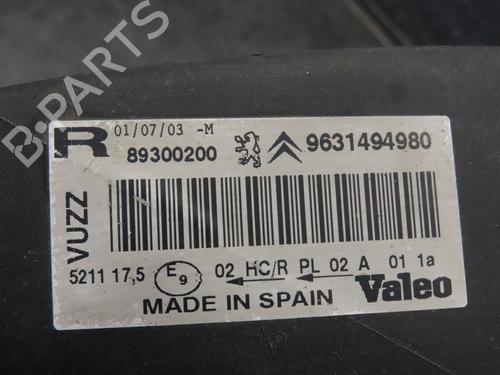 R 01/07/03 -M
89300200 9631494980
VUZZ
5211 17,5 E9 02 HC/R PL 02 A 01 1a
MADE IN SPAIN Valeo
B-PARTS